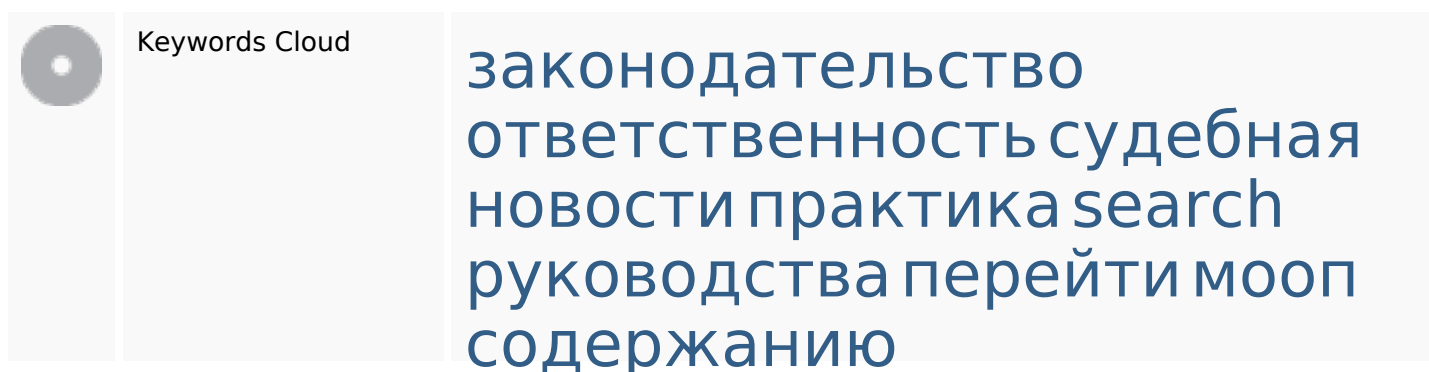 Keywords Cloud
законодательство
ответственность судебная
новости практика search
руководства перейти мооп
содержанию